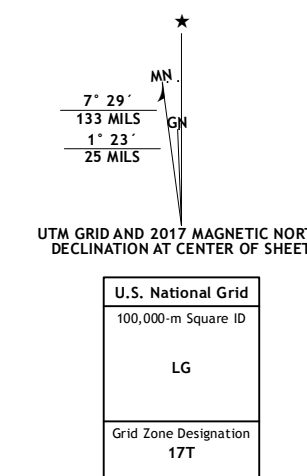 ★
MN
7° 29´
133 MILS
GN
1° 23´
25 MILS
UTM GRID AND 2017 MAGNETIC NORT
DECLINATION AT CENTER OF SHEET
U.S. National Grid
100,000-m Square ID
LG
Grid Zone Designation
17T